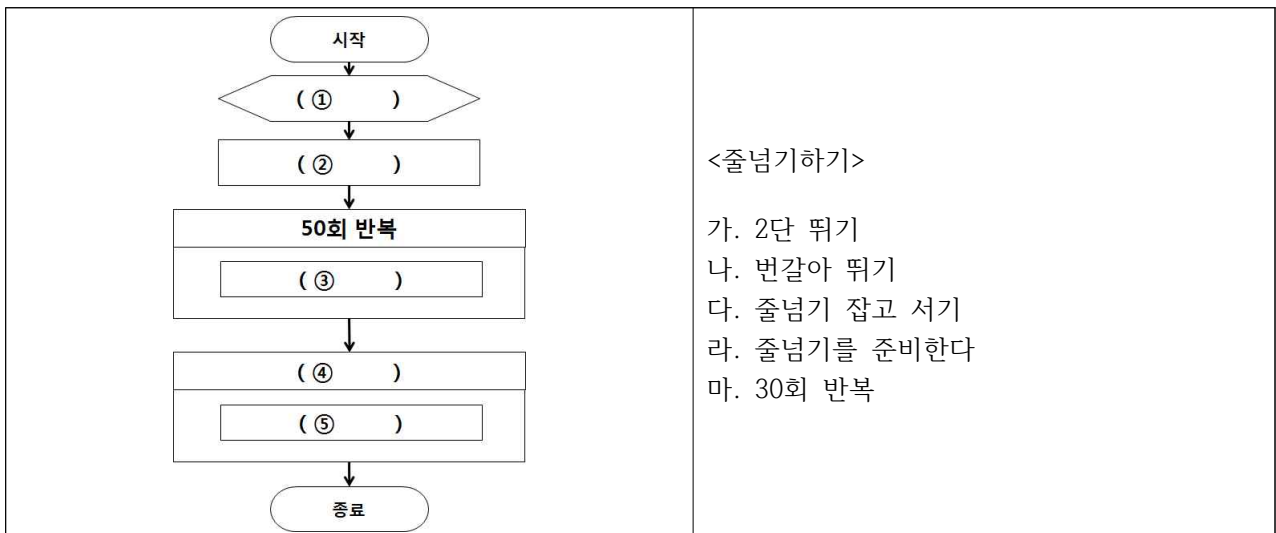 시작
( ① )
( ② )
50회 반복
( ③ )
( ④ )
( ⑤ )
종료
<줄넘기하기>
가. 2단 뛰기
나. 번갈아 뛰기
다. 줄넘기 잡고 서기
라. 줄넘기를 준비한다
마. 30회 반복